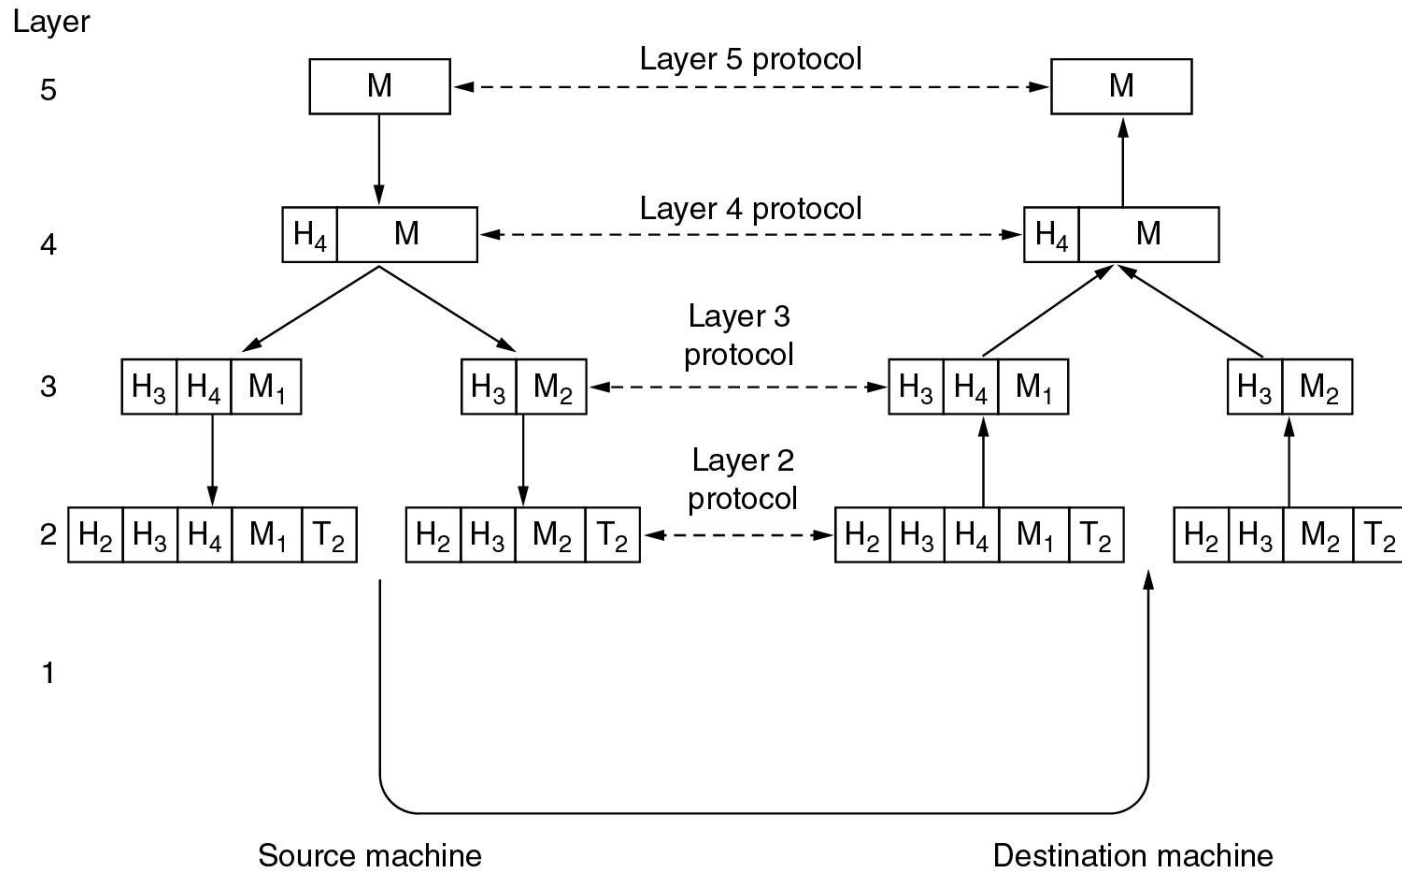 Layer
5 M Layer 5 protocol M
4 H₄ M Layer 4 protocol H₄ M
Layer 3
protocol
3 H₃ H₄ M₁ H₃ M₂ H₃ H₄ M₁ H₃ M₂
Layer 2
protocol
2 H₂ H₃ H₄ M₁ T₂ H₂ H₃ M₂ T₂ H₂ H₃ H₄ M₁ T₂ H₂ H₃ M₂ T₂
1
Source machine Destination machine